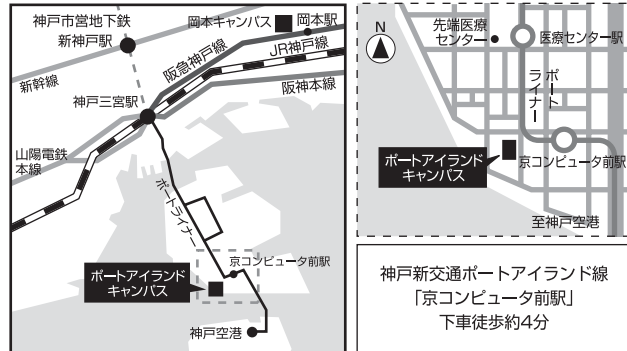 神戸市営地下鉄
新神戸駅
岡本キャンパス
岡本駅
阪急神戸線
JR神戸線
新幹線
阪神本線
神戸三宮駅
山陽電鉄
本線
ポートライナー
京コンピュータ前駅
ポートアイランド
キャンパス
神戸空港
N
先端医療
センター
医療センター駅
ポート
ライナー
ポートアイランド
キャンパス
京コンピュータ前駅
至神戸空港
神戸新交通ポートアイランド線
「京コンピュータ前駅」
下車徒歩約4分